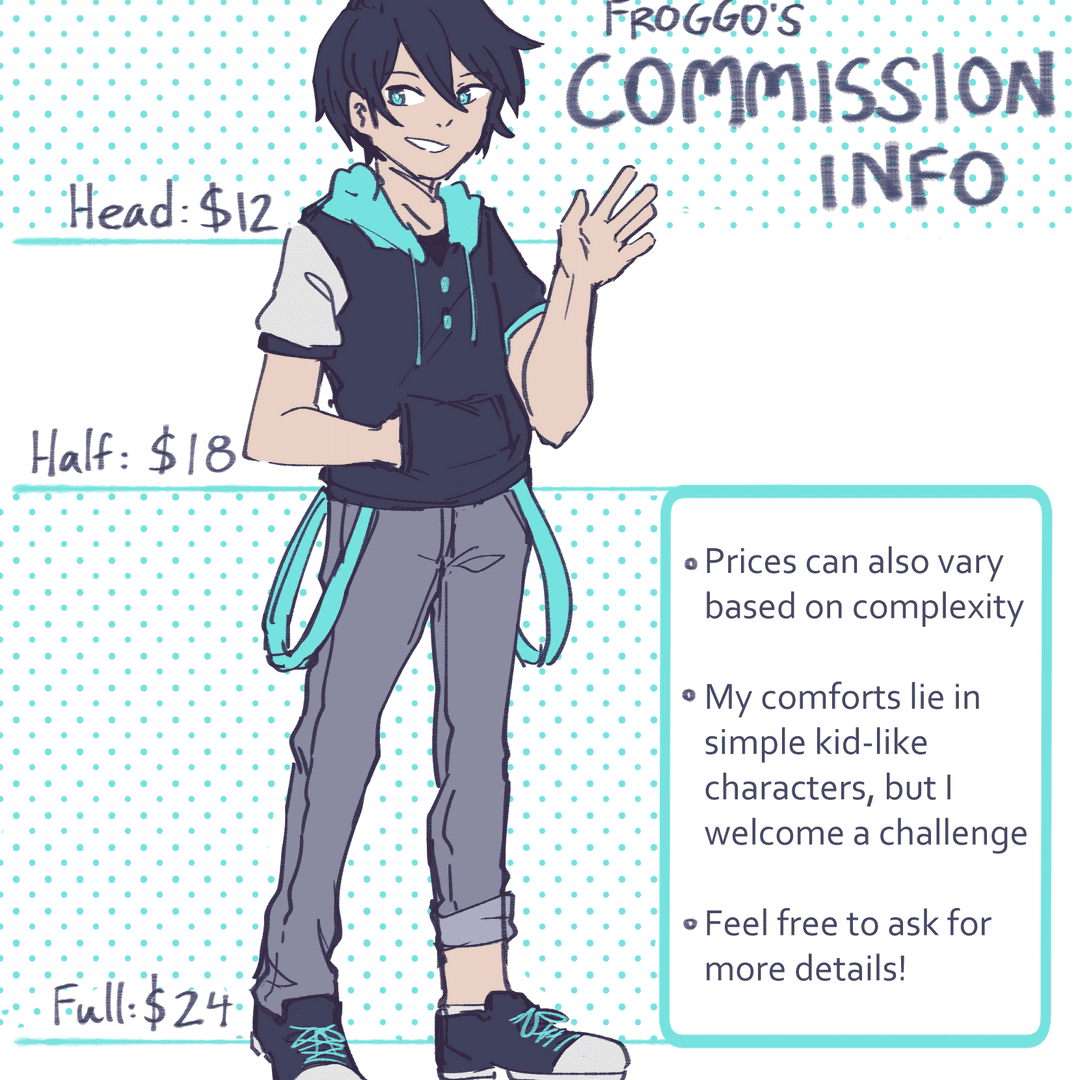 FROGGO'S
COMMISSION
INFO
Head: $12
Half: $18
Prices can also vary
based on complexity
My comforts lie in
simple kid-like
characters, but I
welcome a challenge
Feel free to ask for
more details!
Full: $24